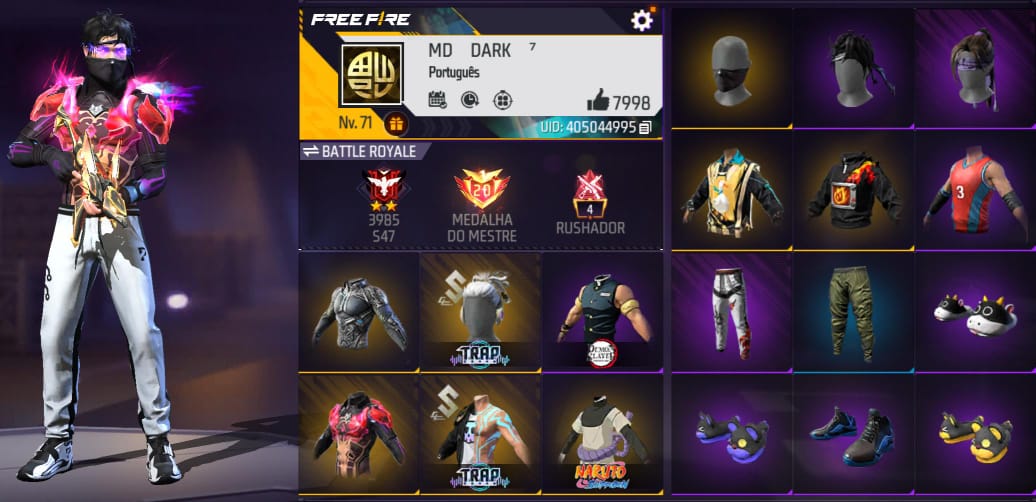 FREE FIRE
MD DARK 7
Português
7998
Nv. 71
UID: 405044995
BATTLE ROYALE
20
4
3985
S47
MEDALHA
DO MESTRE
RUSHADOR
3
TRAP
DEMON
SLAYER
TRAP
NARUTO
SHIPPUDEN